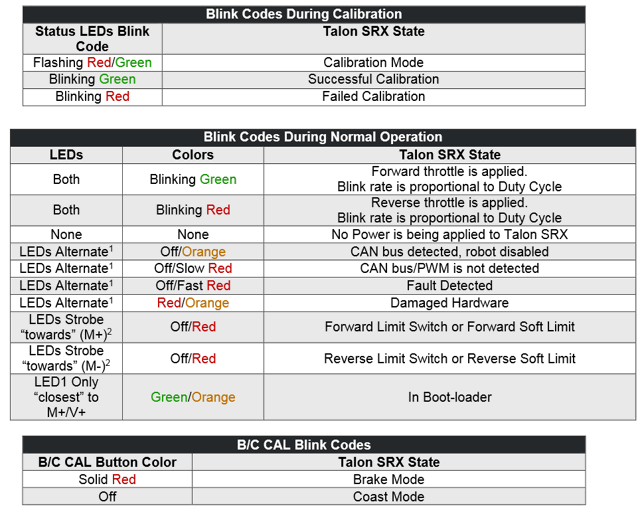 Blink Codes During Calibration
Status LEDs Blink Code Talon SRX State
Flashing Red/Green Calibration Mode
Blinking Green Successful Calibration
Blinking Red Failed Calibration
Blink Codes During Normal Operation
LEDs Colors Talon SRX State
Both Blinking Green Forward throttle is applied. Blink rate is proportional to Duty Cycle
Both Blinking Red Reverse throttle is applied. Blink rate is proportional to Duty Cycle
None None No Power is being applied to Talon SRX
LEDs Alternate¹ Off/Orange CAN bus detected, robot disabled
LEDs Alternate¹ Off/Slow Red CAN bus/PWM is not detected
LEDs Alternate¹ Off/Fast Red Fault Detected
LEDs Alternate¹ Red/Orange Damaged Hardware
LEDs Strobe “towards” (M+)² Off/Red Forward Limit Switch or Forward Soft Limit
LEDs Strobe “towards” (M-)² Off/Red Reverse Limit Switch or Reverse Soft Limit
LED1 Only “closest” to M+/V+ Green/Orange In Boot-loader
B/C CAL Blink Codes
B/C CAL Button Color Talon SRX State
Solid Red Brake Mode
Off Coast Mode